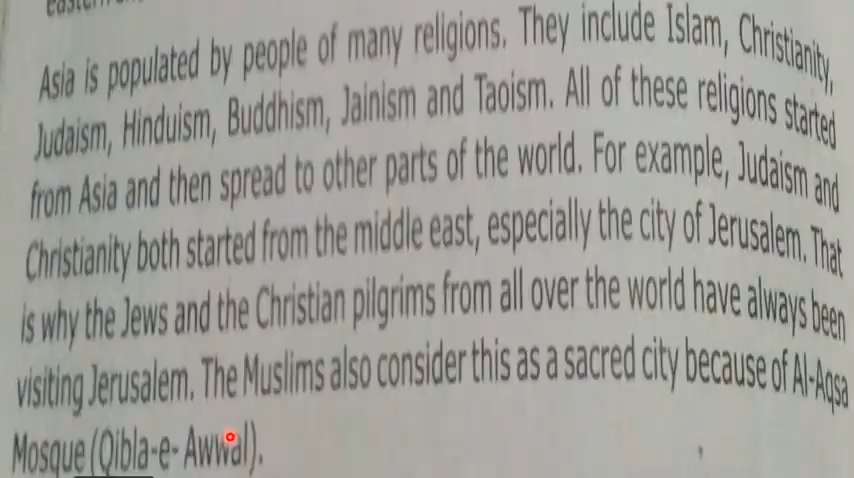 Asia is populated by people of many religions. They include Islam, Christianity,
Judaism, Hinduism, Buddhism, Jainism and Taoism. All of these religions started
from Asia and then spread to other parts of the world. For example, Judaism and
Christianity both started from the middle east, especially the city of Jerusalem. That
is why the Jews and the Christian pilgrims from all over the world have always been
visiting Jerusalem. The Muslims also consider this as a sacred city because of Al-Aqsa
Mosque (Qibla-e- Awwal).